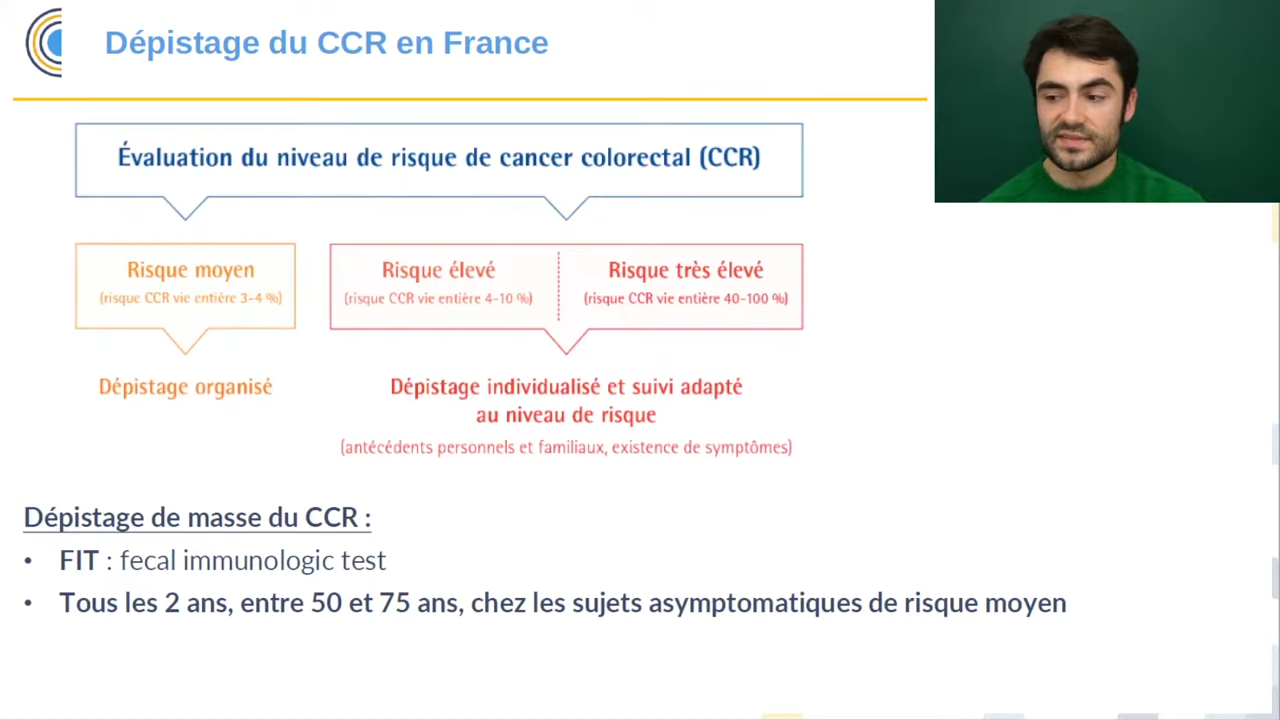 Dépistage du CCR en France
Évaluation du niveau de risque de cancer colorectal (CCR)
Risque moyen
(risque CCR vie entière 3-4 %)
Risque élevé
(risque CCR vie entière 4-10 %)
Risque très élevé
(risque CCR vie entière 40-100 %)
Dépistage organisé
Dépistage individualisé et suivi adapté
au niveau de risque
(antécédents personnels et familiaux, existence de symptômes)
Dépistage de masse du CCR :
• FIT : fecal immunologic test
• Tous les 2 ans, entre 50 et 75 ans, chez les sujets asymptomatiques de risque moyen